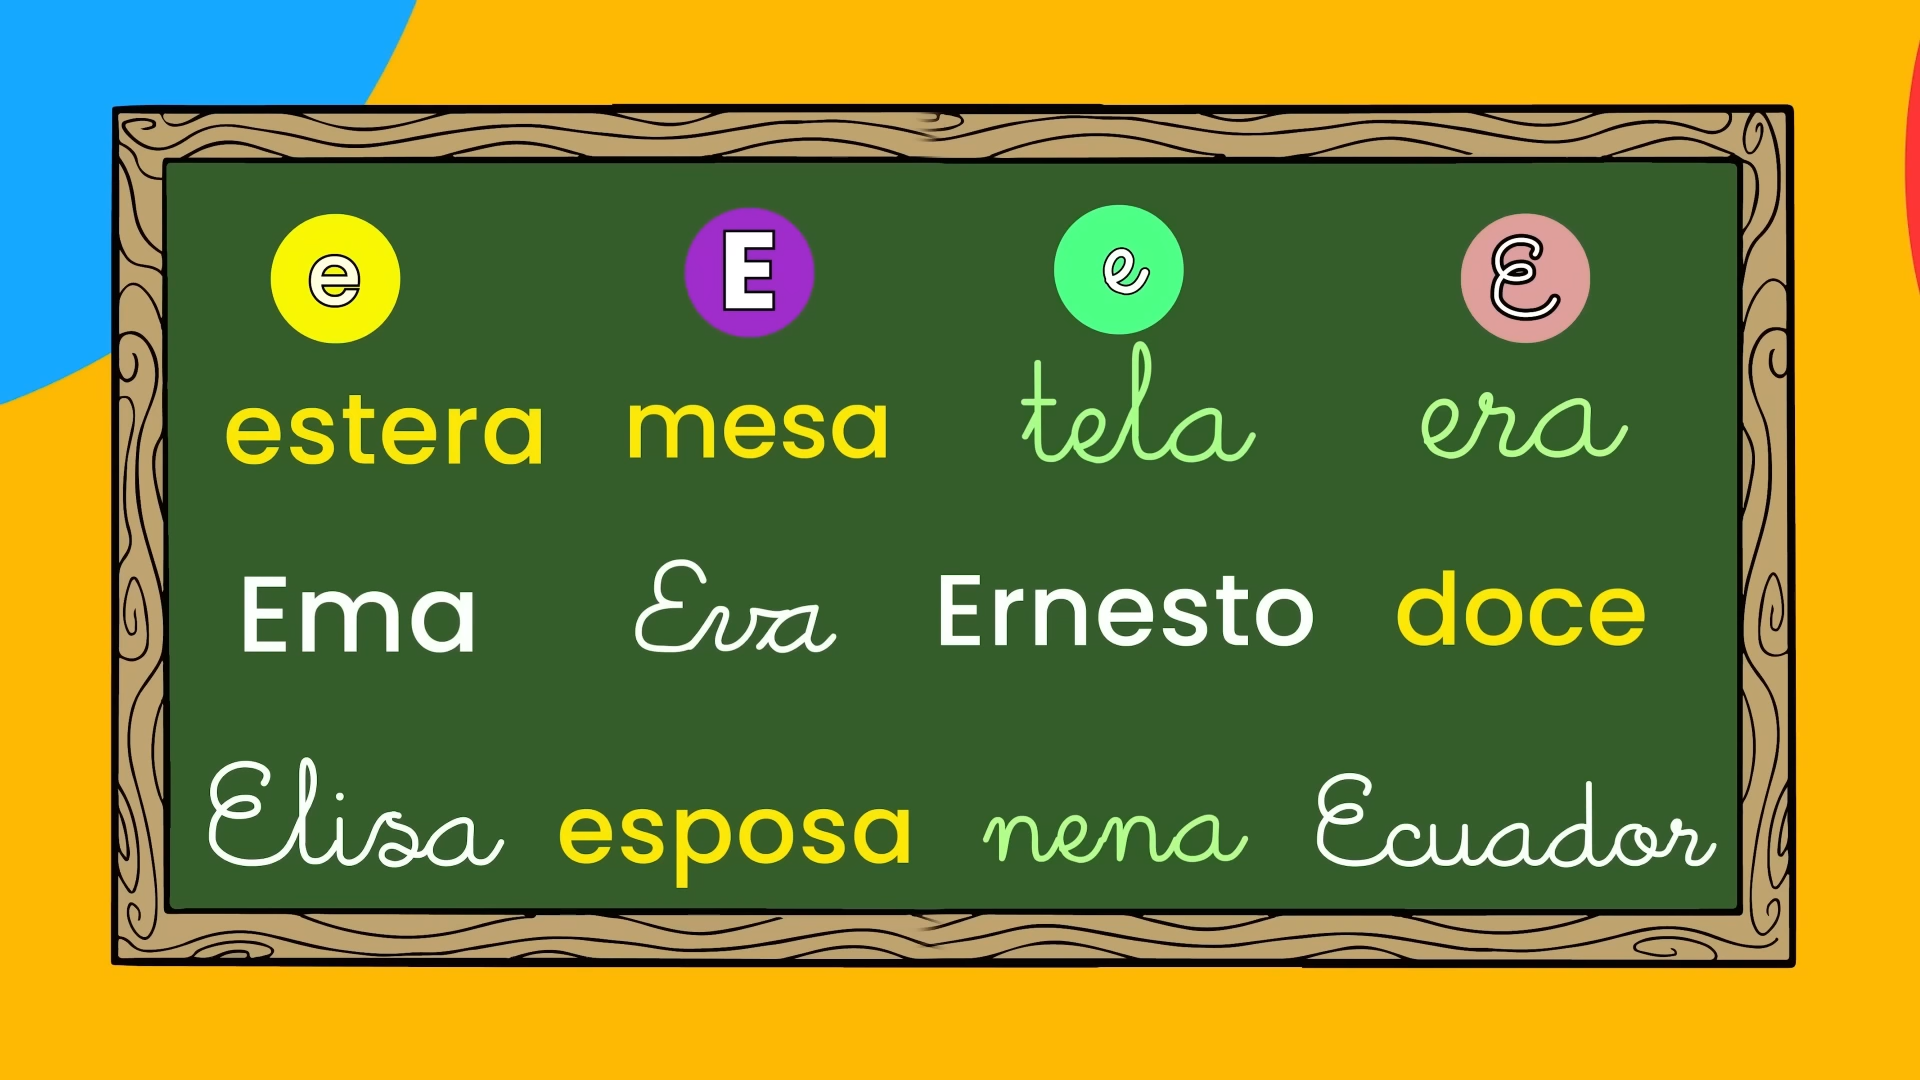 e E e E
estera mesa tela era
Ema Eva Ernesto doce
Elisa esposa nena Ecuador